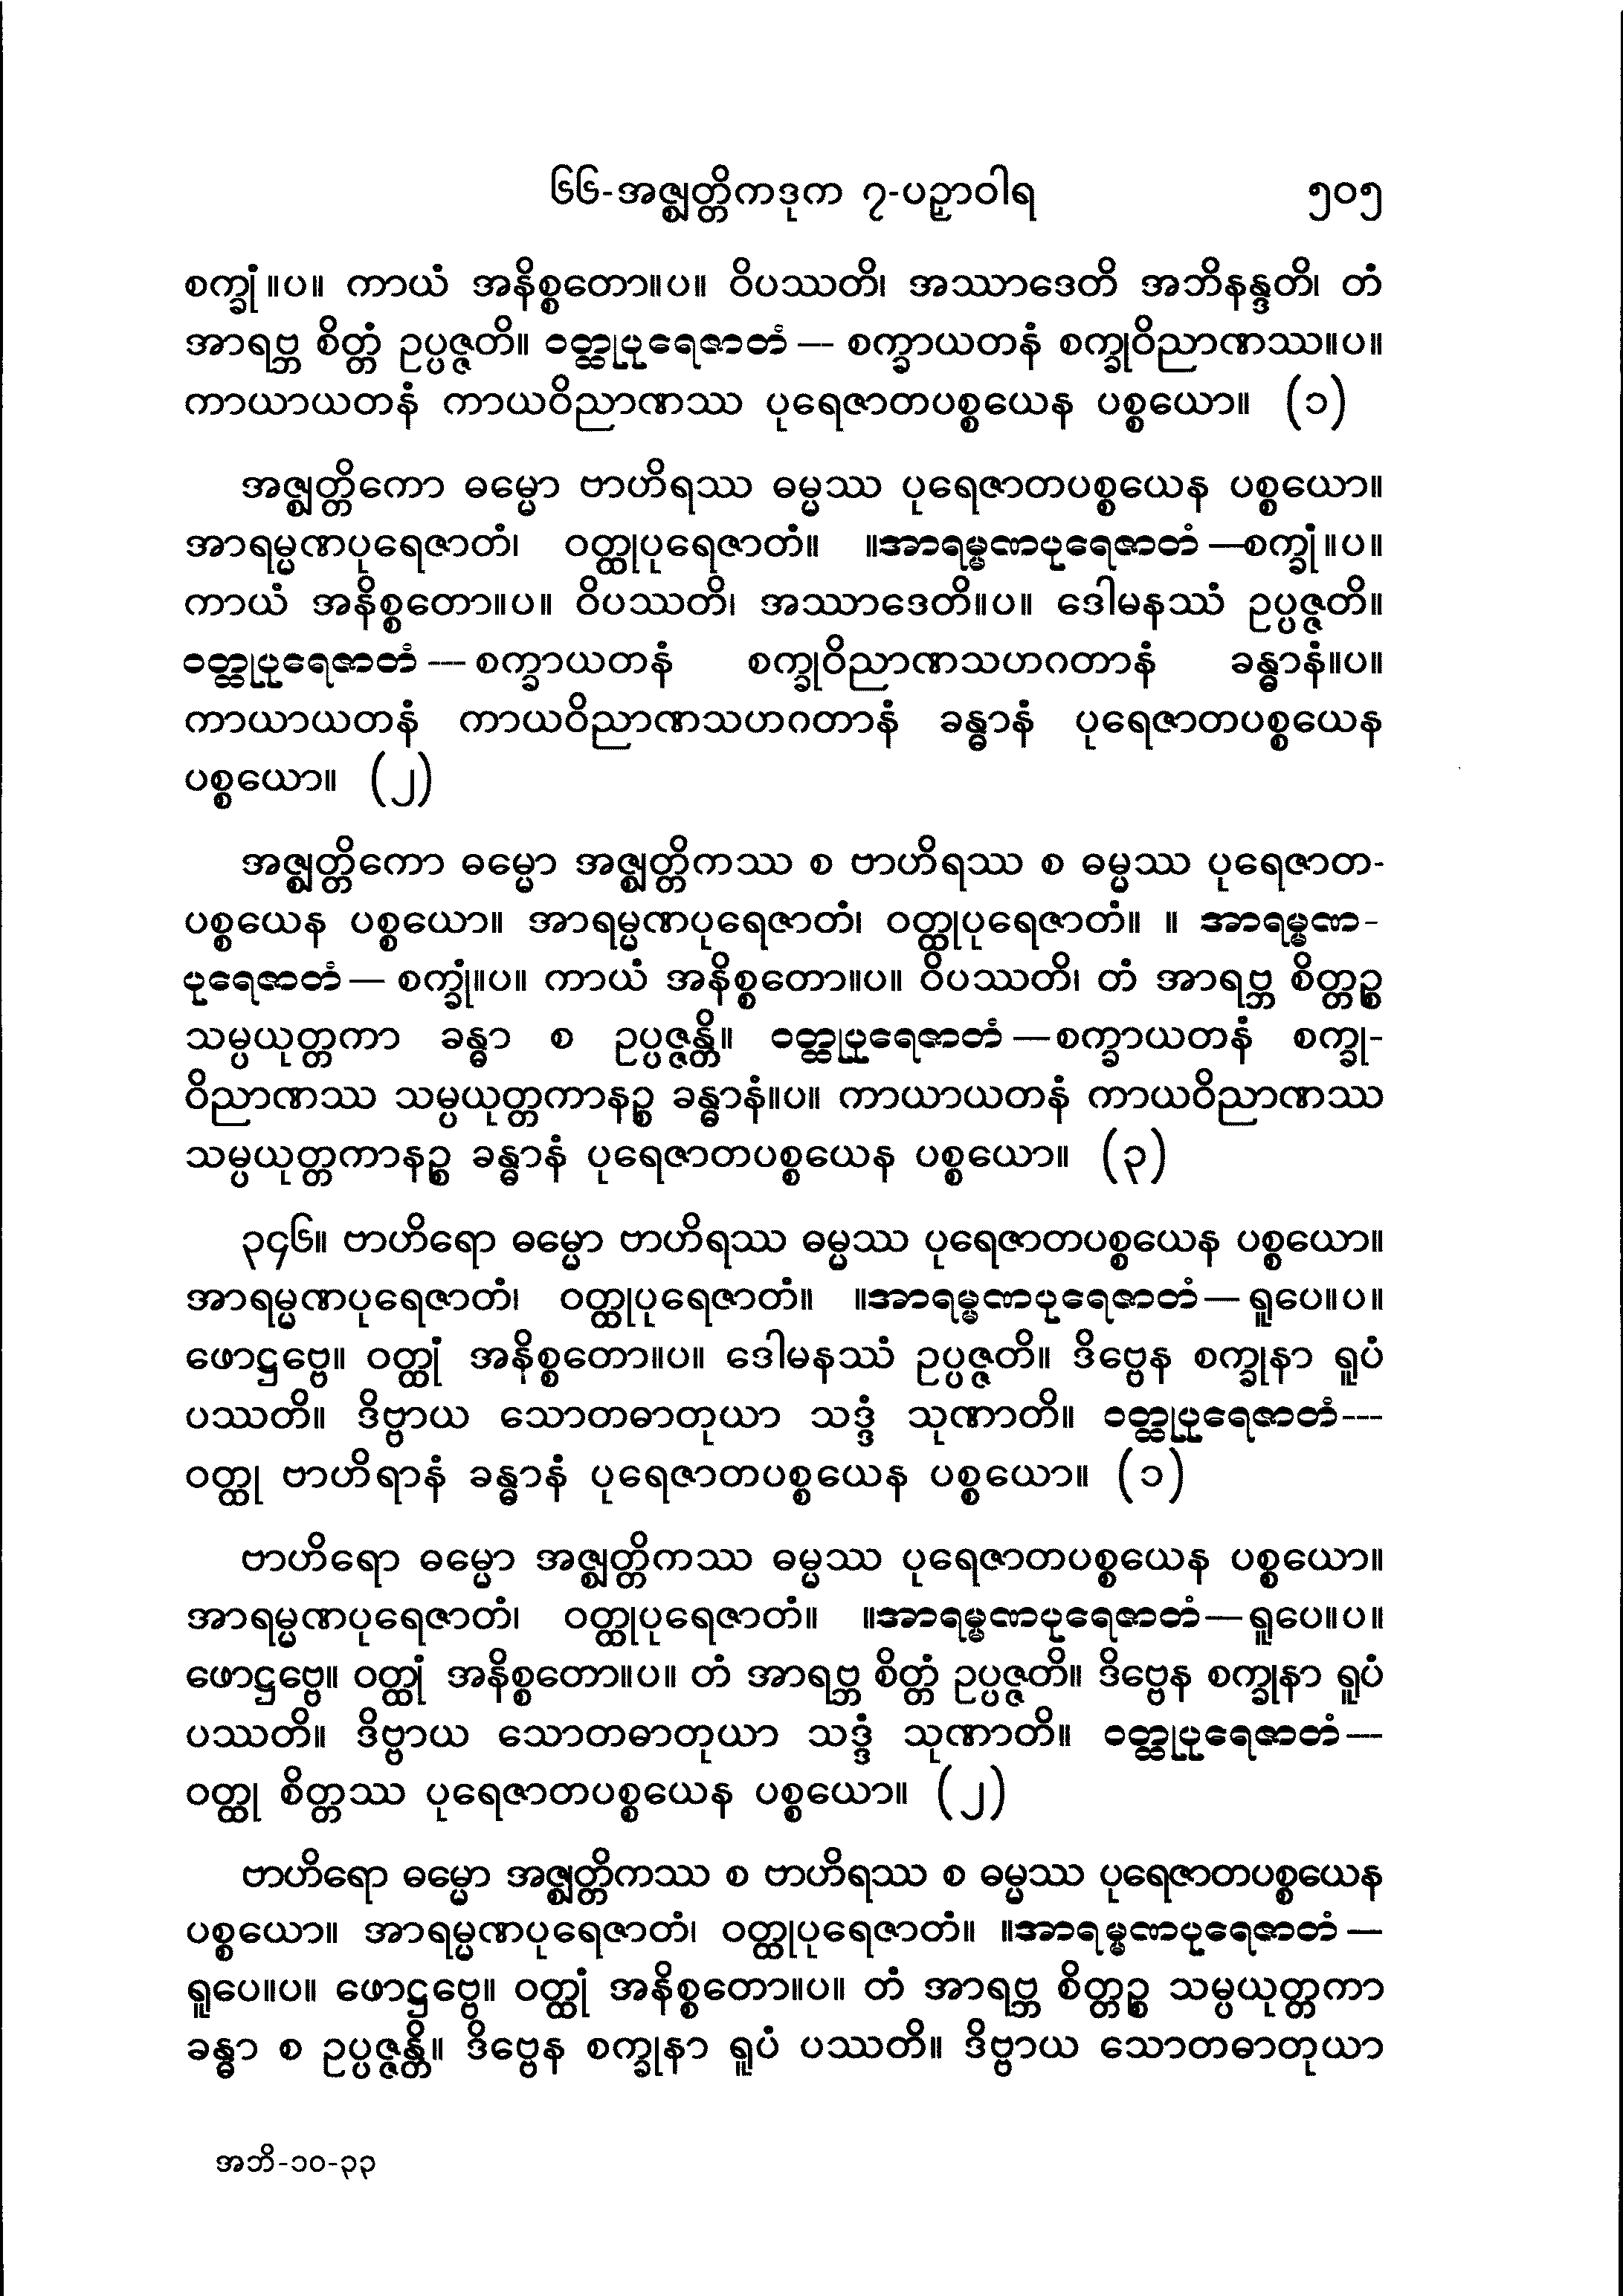 ၆၆-အဇ္ဈတ္တိကဒုက ၇-ပဉှာဝါရ ၅၀၅
စက္ခုံ ။ပ။ ကာယံ အနိစ္စတော။ပ။ ဝိပဿတိ၊ အဿာဒေတိ အဘိနန္ဒတိ၊ တံ
အာရဗ္ဘ စိတ္တံ ဥပ္ပဇ္ဇတိ။ ဝတ္ထုပုရေဇာတံ — စက္ခာယတနံ စက္ခုဝိညာဏဿ။ပ။
ကာယာယတနံ ကာယဝိညာဏဿ ပုရေဇာတပစ္စယေန ပစ္စယော။ (၁)
အဇ္ဈတ္တိကော ဓမ္မော ဗာဟိရဿ ဓမ္မဿ ပုရေဇာတပစ္စယေန ပစ္စယော။
အာရမ္မဏပုရေဇာတံ၊ ဝတ္ထုပုရေဇာတံ။ ။အာရမ္မဏပုရေဇာတံ —စက္ခုံ ။ပ။
ကာယံ အနိစ္စတော။ပ။ ဝိပဿတိ၊ အဿာဒေတိ။ပ။ ဒေါမနဿံ ဥပ္ပဇ္ဇတိ။
ဝတ္ထုပုရေဇာတံ — စက္ခာယတနံ စက္ခုဝိညာဏသဟဂတာနံ ခန္ဓာနံ။ပ။
ကာယာယတနံ ကာယဝိညာဏသဟဂတာနံ ခန္ဓာနံ ပုရေဇာတပစ္စယေန
ပစ္စယော။ (၂)
အဇ္ဈတ္တိကော ဓမ္မော အဇ္ဈတ္တိကဿ စ ဗာဟိရဿ စ ဓမ္မဿ ပုရေဇာတ-
ပစ္စယေန ပစ္စယော။ အာရမ္မဏပုရေဇာတံ၊ ဝတ္ထုပုရေဇာတံ။ ။ အာရမ္မဏ-
ပုရေဇာတံ — စက္ခုံ။ပ။ ကာယံ အနိစ္စတော။ပ။ ဝိပဿတိ၊ တံ အာရဗ္ဘ စိတ္တဉ္စ
သမ္ပယုတ္တကာ ခန္ဓာ စ ဥပ္ပဇ္ဇန္တိ။ ဝတ္ထုပုရေဇာတံ —စက္ခာယတနံ စက္ခု-
ဝိညာဏဿ သမ္ပယုတ္တကာနဉ္စ ခန္ဓာနံ။ပ။ ကာယာယတနံ ကာယဝိညာဏဿ
သမ္ပယုတ္တကာနဉ္စ ခန္ဓာနံ ပုရေဇာတပစ္စယေန ပစ္စယော။ (၃)
၃၄၆။ ဗာဟိရော ဓမ္မော ဗာဟိရဿ ဓမ္မဿ ပုရေဇာတပစ္စယေန ပစ္စယော။
အာရမ္မဏပုရေဇာတံ၊ ဝတ္ထုပုရေဇာတံ။ ။အာရမ္မဏပုရေဇာတံ — ရူပေ။ပ။
ဖောဋ္ဌဗ္ဗေ။ ဝတ္ထုံ အနိစ္စတော။ပ။ ဒေါမနဿံ ဥပ္ပဇ္ဇတိ။ ဒိဗ္ဗေန စက္ခုနာ ရူပံ
ပဿတိ။ ဒိဗ္ဗာယ သောတဓာတုယာ သဒ္ဒံ သုဏာတိ။ ဝတ္ထုပုရေဇာတံ—
ဝတ္ထု ဗာဟိရာနံ ခန္ဓာနံ ပုရေဇာတပစ္စယေန ပစ္စယော။ (၁)
ဗာဟိရော ဓမ္မော အဇ္ဈတ္တိကဿ ဓမ္မဿ ပုရေဇာတပစ္စယေန ပစ္စယော။
အာရမ္မဏပုရေဇာတံ၊ ဝတ္ထုပုရေဇာတံ။ ။အာရမ္မဏပုရေဇာတံ—ရူပေ။ပ။
ဖောဋ္ဌဗ္ဗေ။ ဝတ္ထုံ အနိစ္စတော။ပ။ တံ အာရဗ္ဘ စိတ္တံ ဥပ္ပဇ္ဇတိ။ ဒိဗ္ဗေန စက္ခုနာ ရူပံ
ပဿတိ။ ဒိဗ္ဗာယ သောတဓာတုယာ သဒ္ဒံ သုဏာတိ။ ဝတ္ထုပုရေဇာတံ—
ဝတ္ထု စိတ္တဿ ပုရေဇာတပစ္စယေန ပစ္စယော။ (၂)
ဗာဟိရော ဓမ္မော အဇ္ဈတ္တိကဿ စ ဗာဟိရဿ စ ဓမ္မဿ ပုရေဇာတပစ္စယေန
ပစ္စယော။ အာရမ္မဏပုရေဇာတံ၊ ဝတ္ထုပုရေဇာတံ။ ။အာရမ္မဏပုရေဇာတံ —
ရူပေ။ပ။ ဖောဋ္ဌဗ္ဗေ။ ဝတ္ထုံ အနိစ္စတော။ပ။ တံ အာရဗ္ဘ စိတ္တဉ္စ သမ္ပယုတ္တကာ
ခန္ဓာ စ ဥပ္ပဇ္ဇန္တိ။ ဒိဗ္ဗေန စက္ခုနာ ရူပံ ပဿတိ။ ဒိဗ္ဗာယ သောတဓာတုယာ
အဘိ-၁၀-၃၃